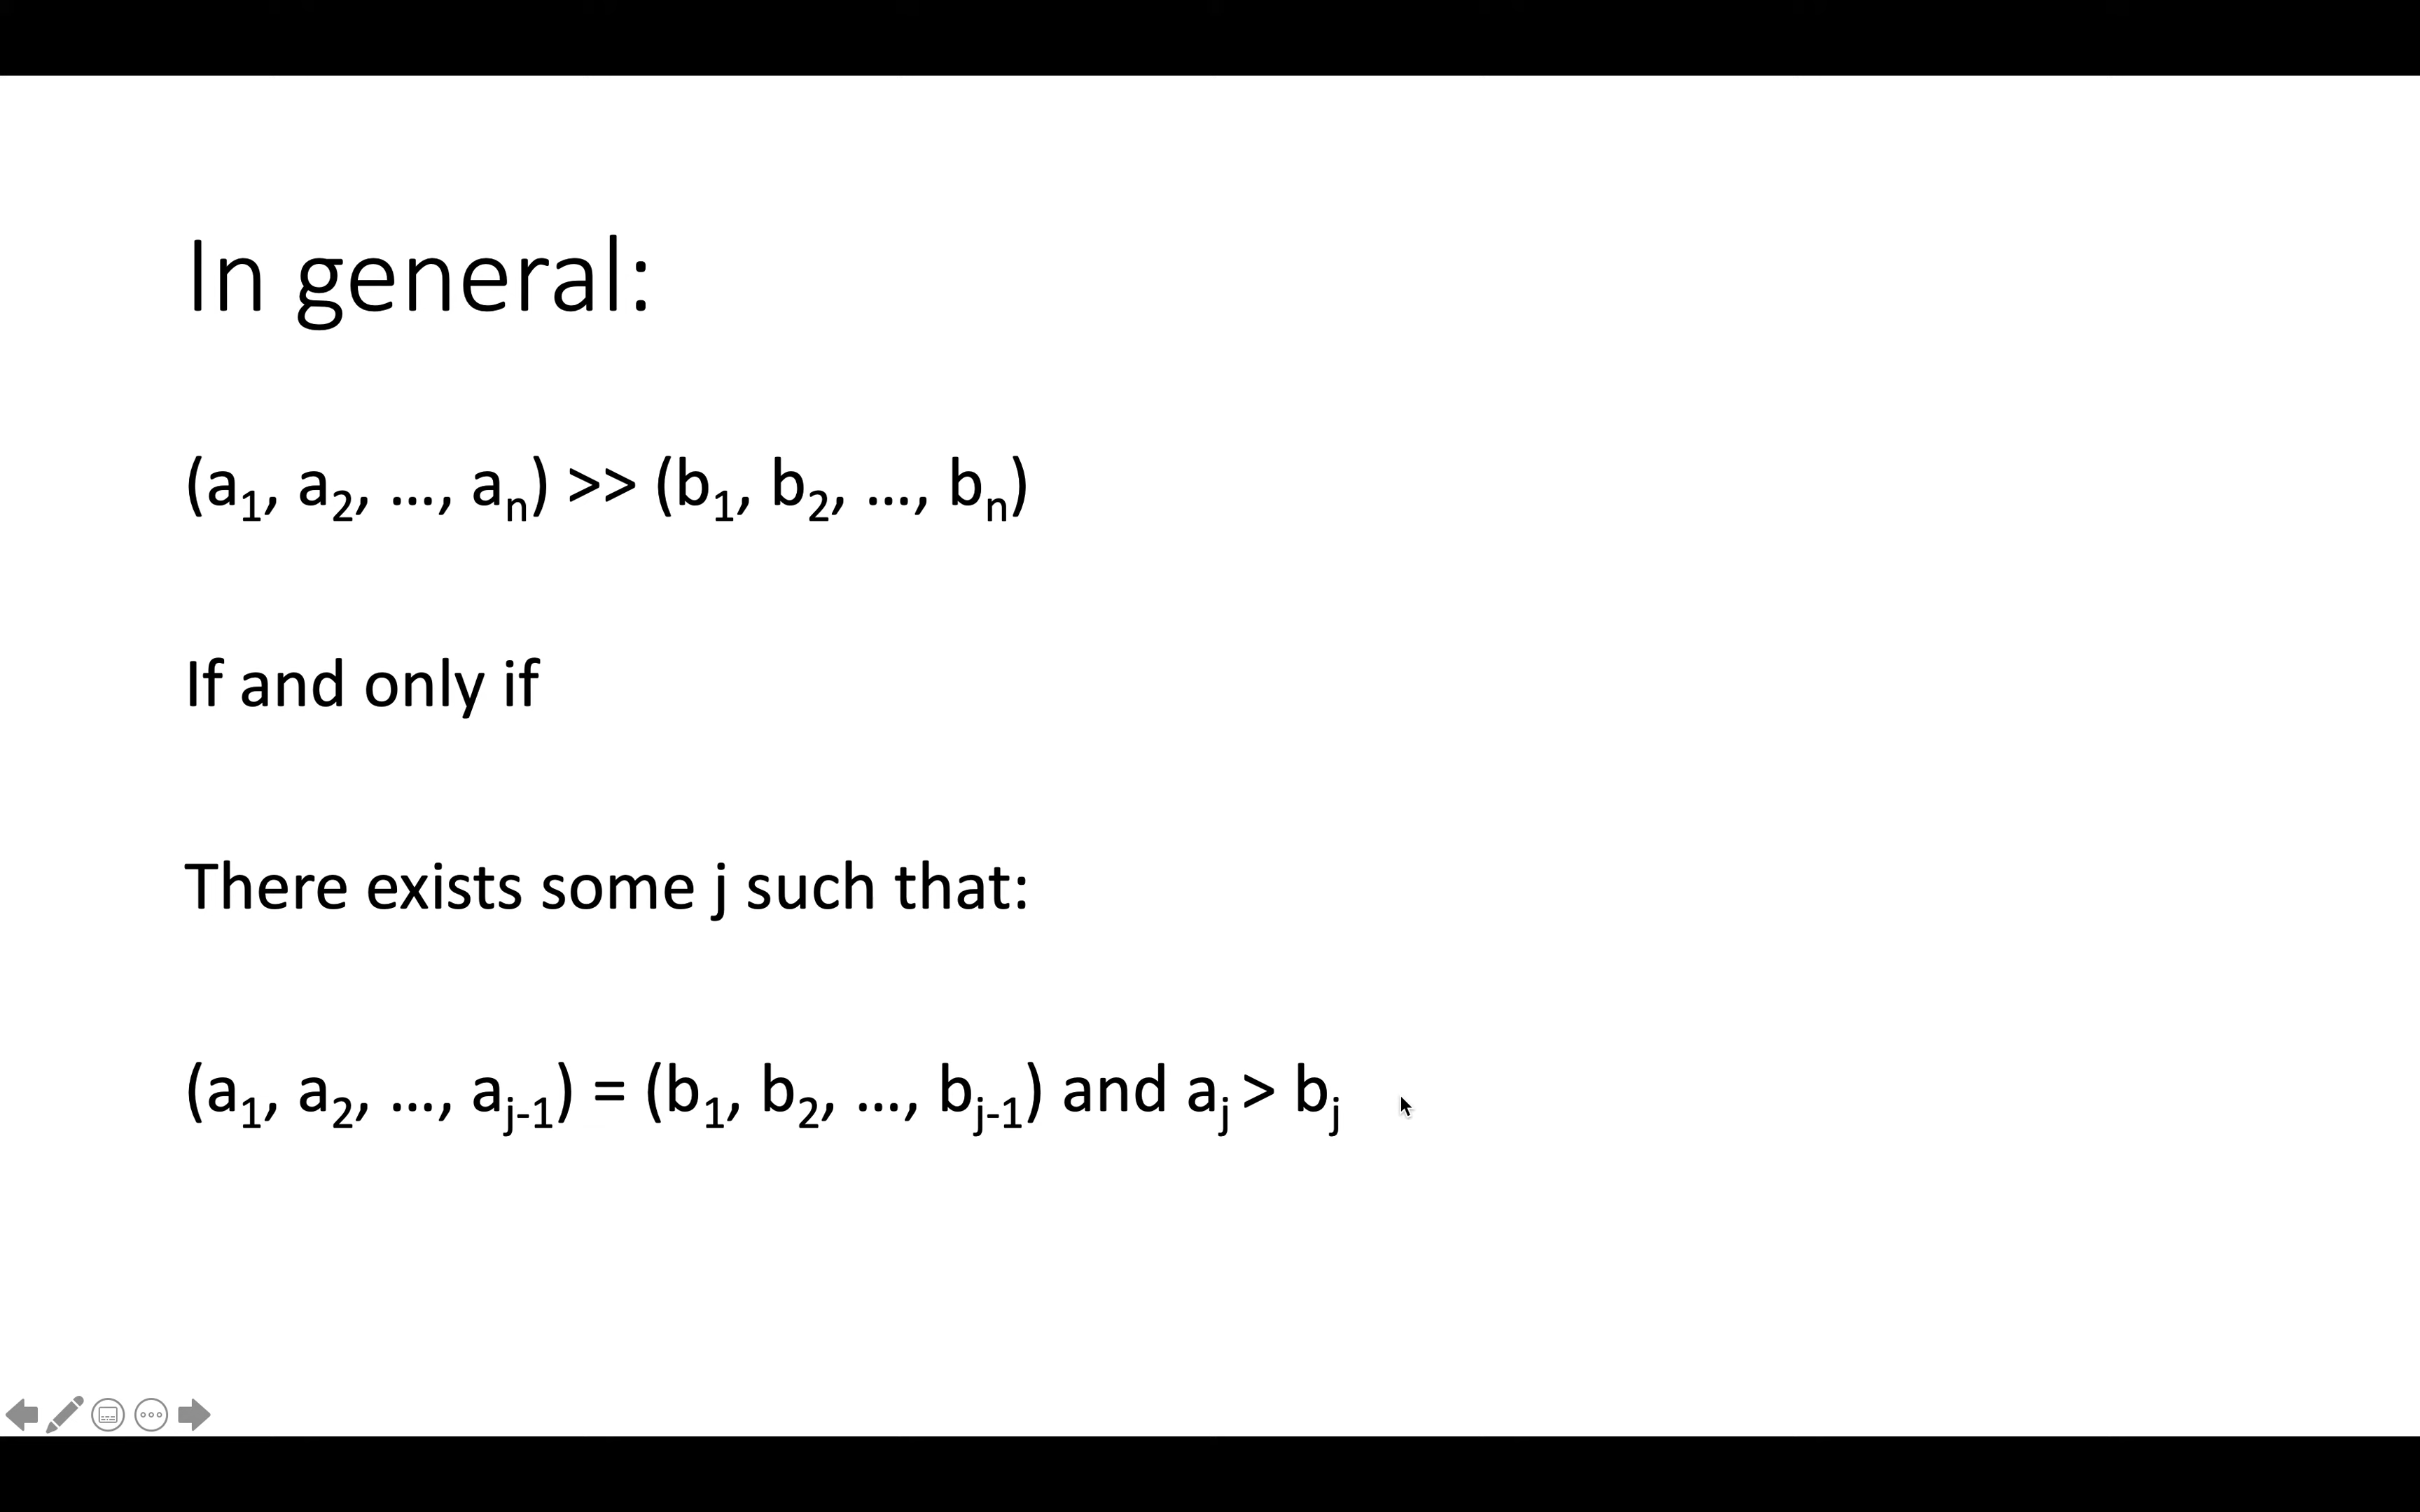 In general:
(a₁, a₂, ..., aₙ) >> (b₁, b₂, ..., bₙ)
If and only if
There exists some j such that:
(a₁, a₂, ..., aⱼ₋₁) = (b₁, b₂, ..., bⱼ₋₁) and aⱼ > bⱼ